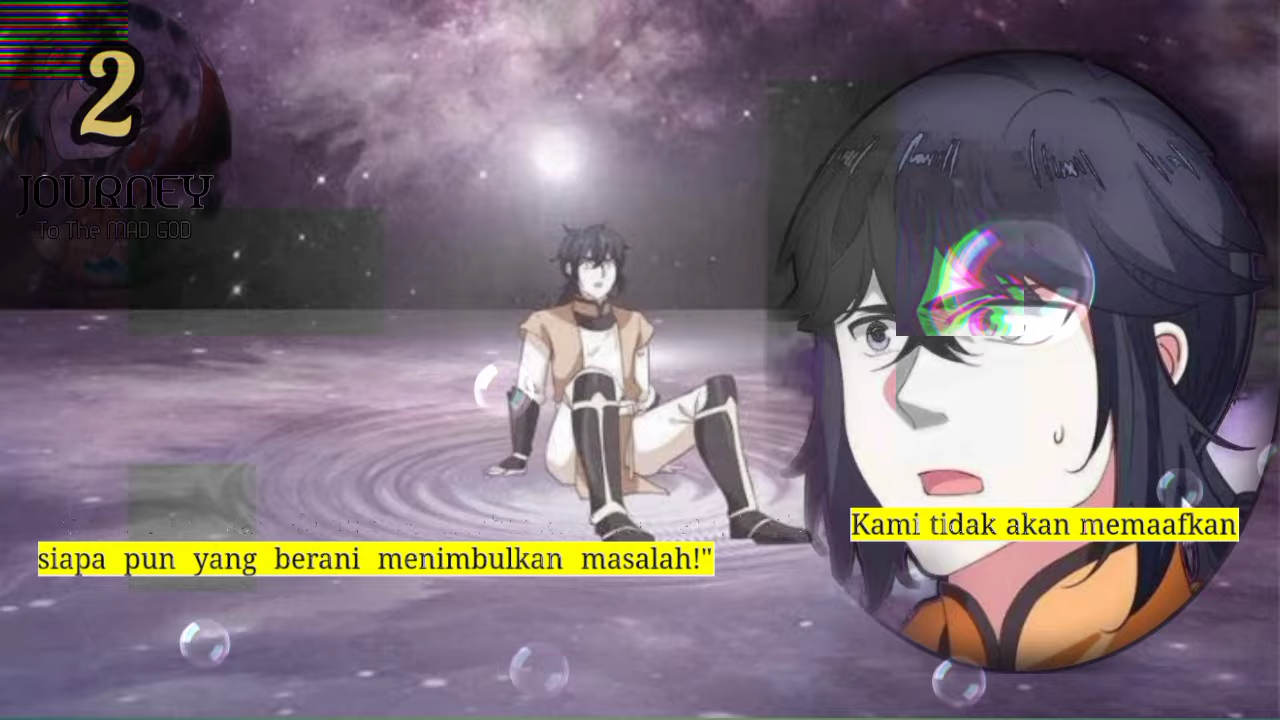 2
JOURNEY
To The MAD GOD
Kami tidak akan memaafkan
siapa pun yang berani menimbulkan masalah!"